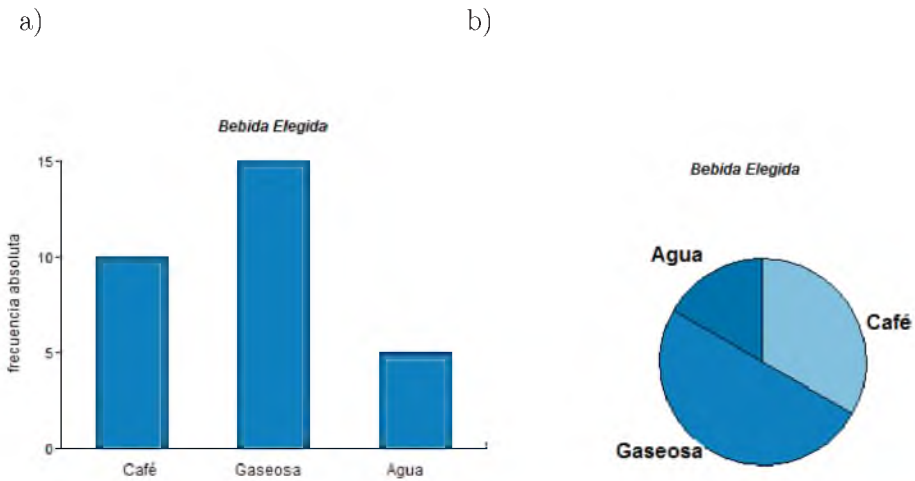 a)
b)
Bebida Elegida
frecuencia absoluta
15
10
5
0
Café
Gaseosa
Agua
Bebida Elegida
Agua
Café
Gaseosa